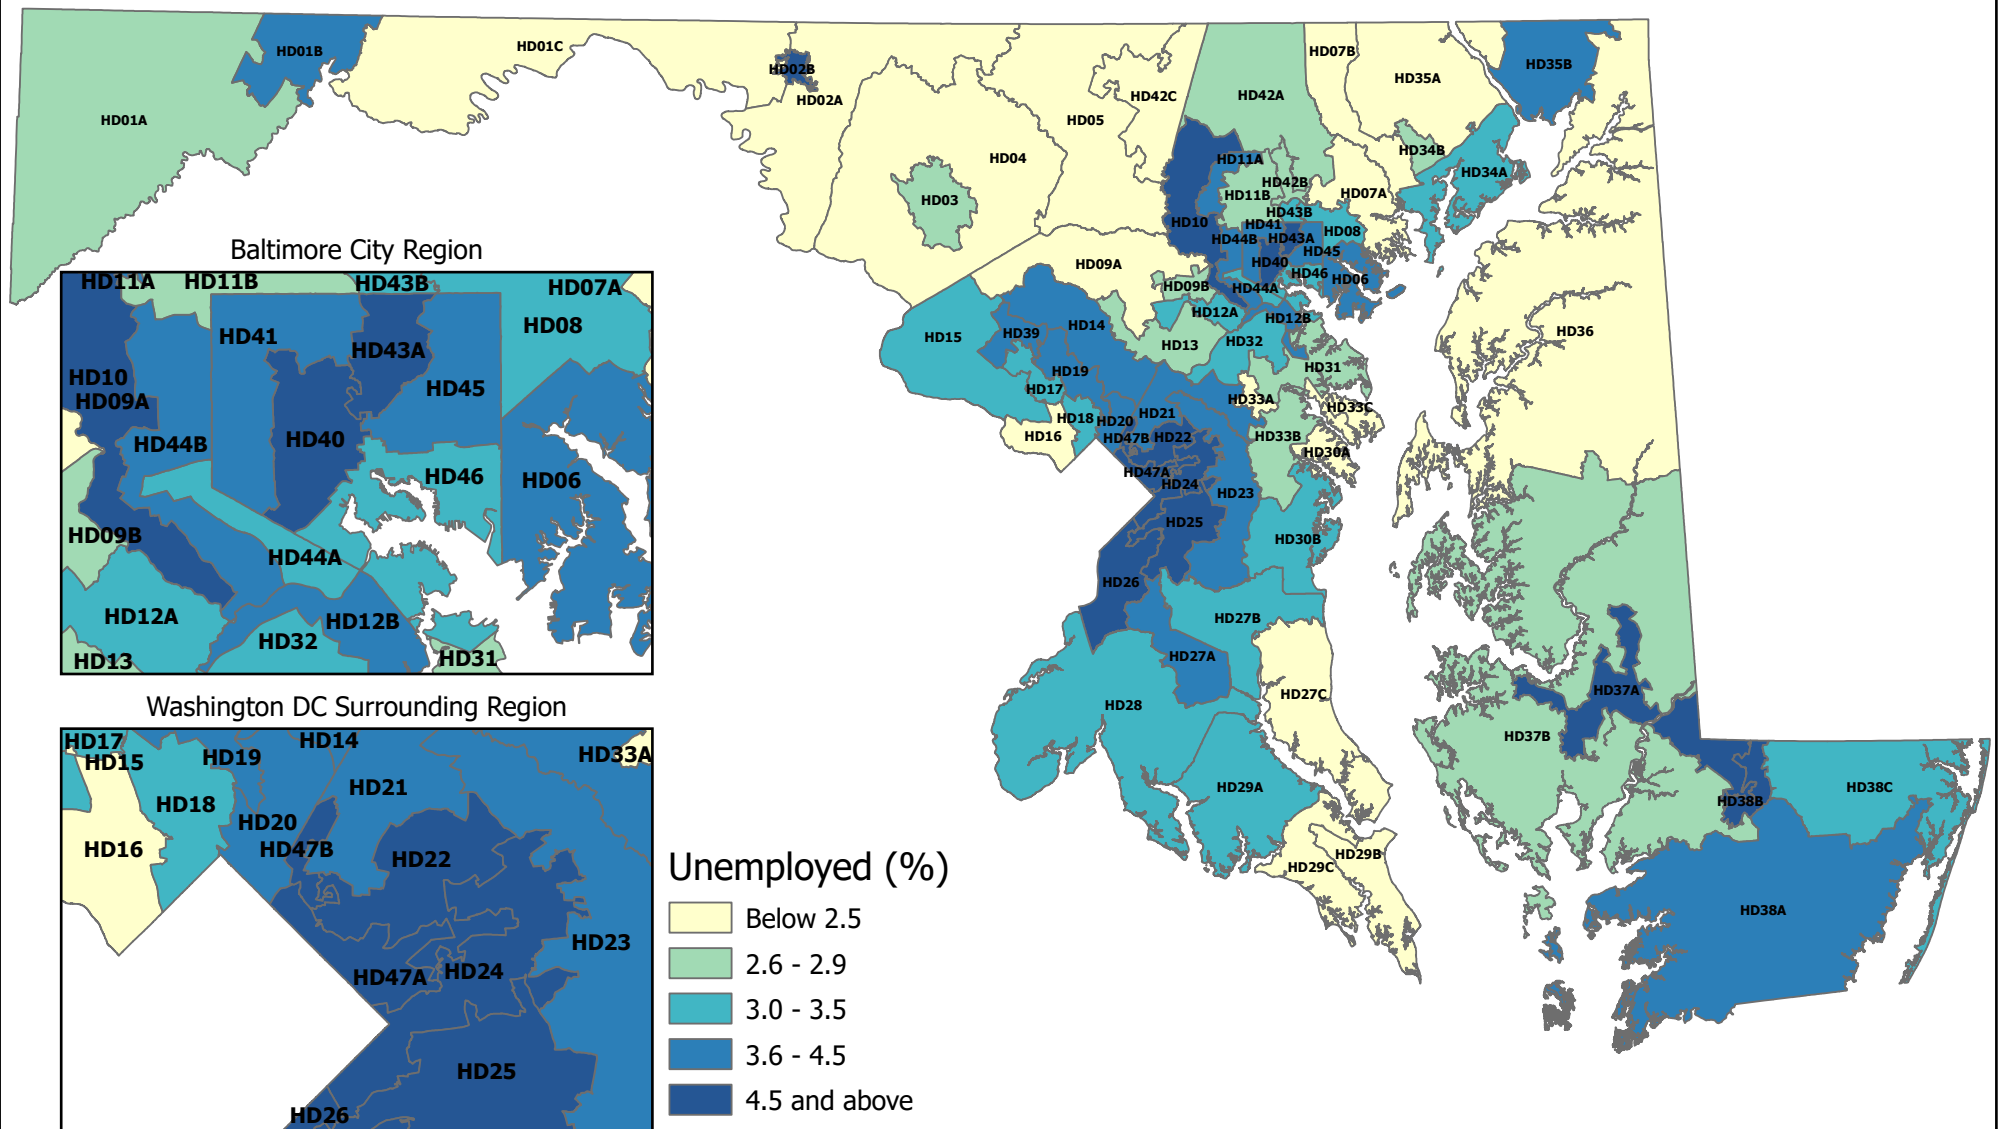 HD01A
HD01B
HD01C
HD02B
HD02A
HD03
HD04
HD05
HD42C
HD42A
HD07B
HD35A
HD35B
HD34B
HD34A
HD11A
HD11B
HD42B
HD07A
HD10
HD43B
HD41
HD44B
HD43A
HD08
HD45
HD40
HD46
HD06
HD09A
HD09B
HD44A
HD12A
HD12B
HD36
HD15
HD39
HD14
HD13
HD32
HD31
HD19
HD17
HD33A
HD33C
HD18
HD20
HD21
HD16
HD47B
HD22
HD33B
HD30A
HD47A
HD24
HD23
HD25
HD30B
HD26
HD27B
HD27A
HD27C
HD28
HD29A
HD29B
HD29C
HD37A
HD37B
HD38B
HD38C
HD38A
Baltimore City Region
HD11A
HD11B
HD43B
HD07A
HD08
HD41
HD43A
HD10
HD09A
HD45
HD44B
HD40
HD46
HD06
HD09B
HD44A
HD12A
HD12B
HD32
HD13
HD31
Washington DC Surrounding Region
HD17
HD15
HD19
HD14
HD33A
HD18
HD21
HD20
HD16
HD47B
HD22
HD23
HD47A
HD24
HD25
HD26
Unemployed (%)
Below 2.5
2.6 - 2.9
3.0 - 3.5
3.6 - 4.5
4.5 and above